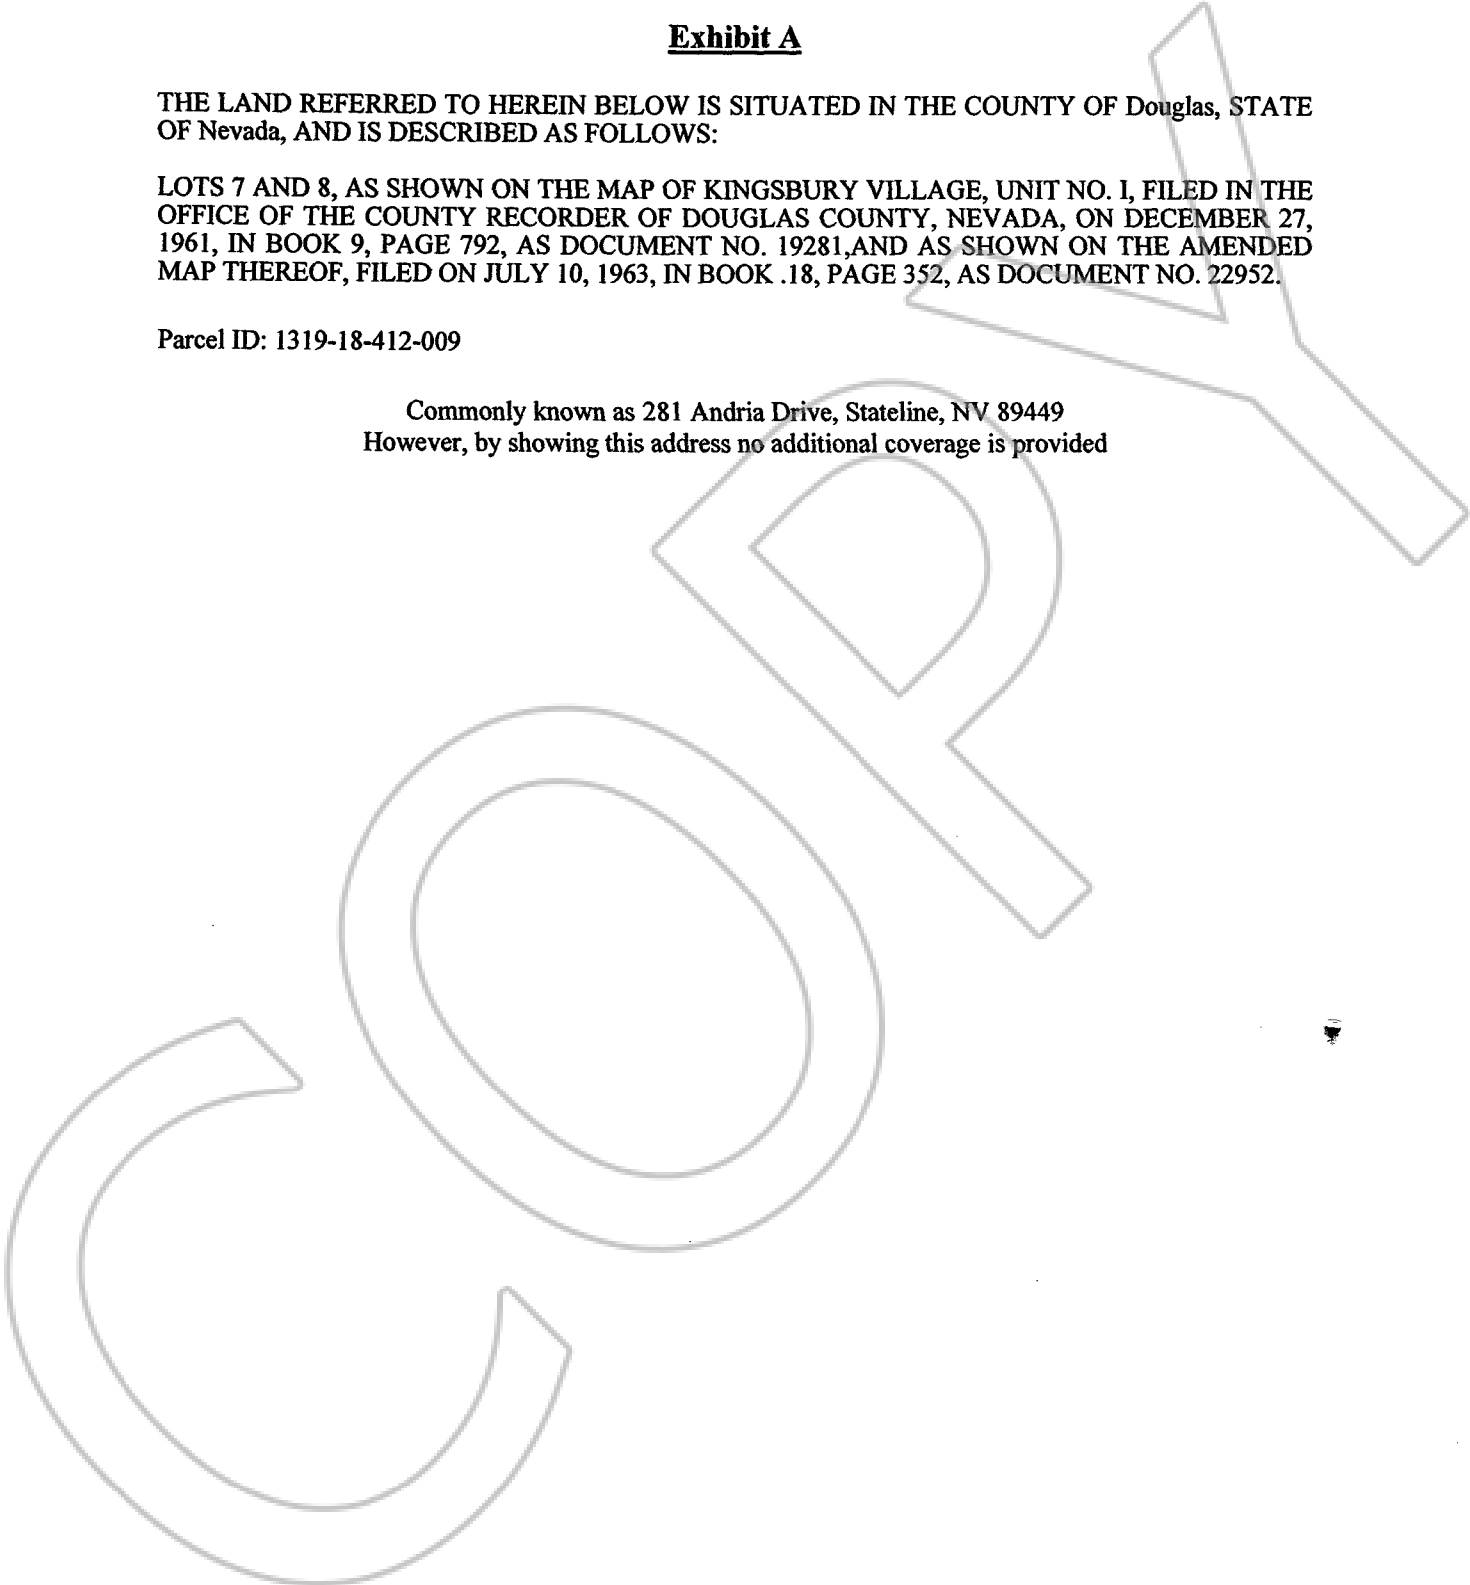 Exhibit A
THE LAND REFERRED TO HEREIN BELOW IS SITUATED IN THE COUNTY OF Douglas, STATE
OF Nevada, AND IS DESCRIBED AS FOLLOWS:
LOTS 7 AND 8, AS SHOWN ON THE MAP OF KINGSBURY VILLAGE, UNIT NO. I, FILED IN THE
OFFICE OF THE COUNTY RECORDER OF DOUGLAS COUNTY, NEVADA, ON DECEMBER 27,
1961, IN BOOK 9, PAGE 792, AS DOCUMENT NO. 19281,AND AS SHOWN ON THE AMENDED
MAP THEREOF, FILED ON JULY 10, 1963, IN BOOK .18, PAGE 352, AS DOCUMENT NO. 22952.
Parcel ID: 1319-18-412-009
Commonly known as 281 Andria Drive, Stateline, NV 89449
However, by showing this address no additional coverage is provided
COPY